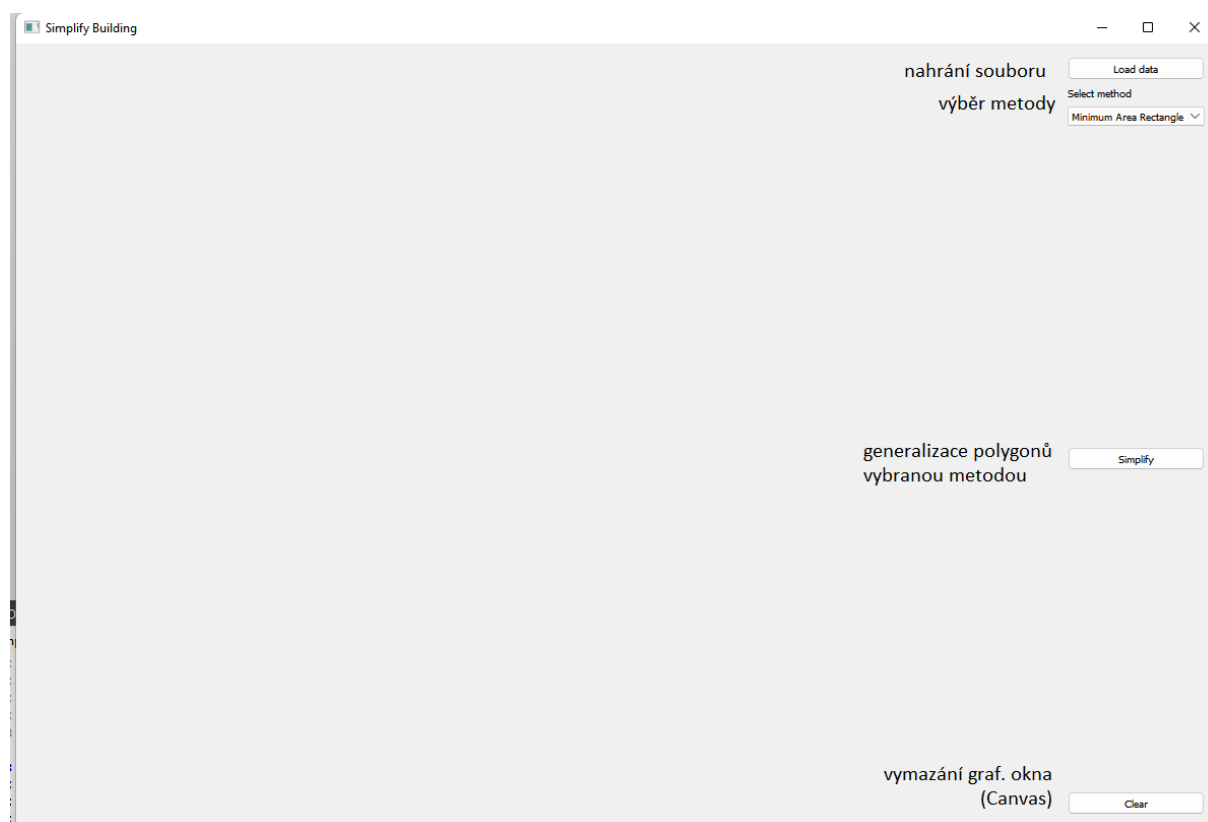 Simplify Building
nahrání souboru
Load data
Select method
výběr metody
Minimum Area Rectangle
generalizace polygonů
vybranou metodou
Simplify
vymazání graf. okna
(Canvas)
Clear